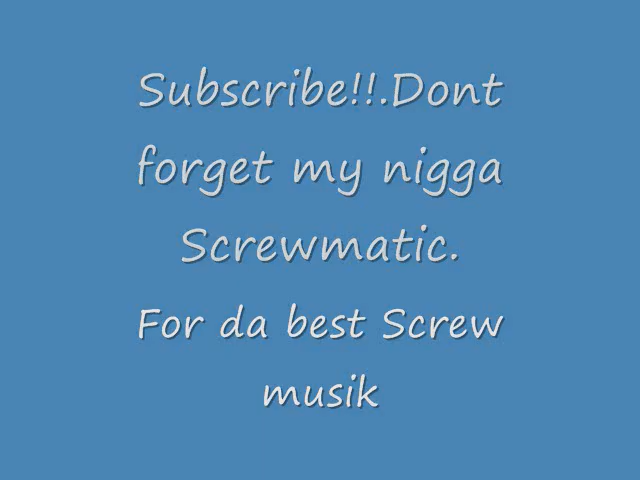 Subscribe!!.Dont
forget my nigga
Screwmatic.
For da best Screw
musik